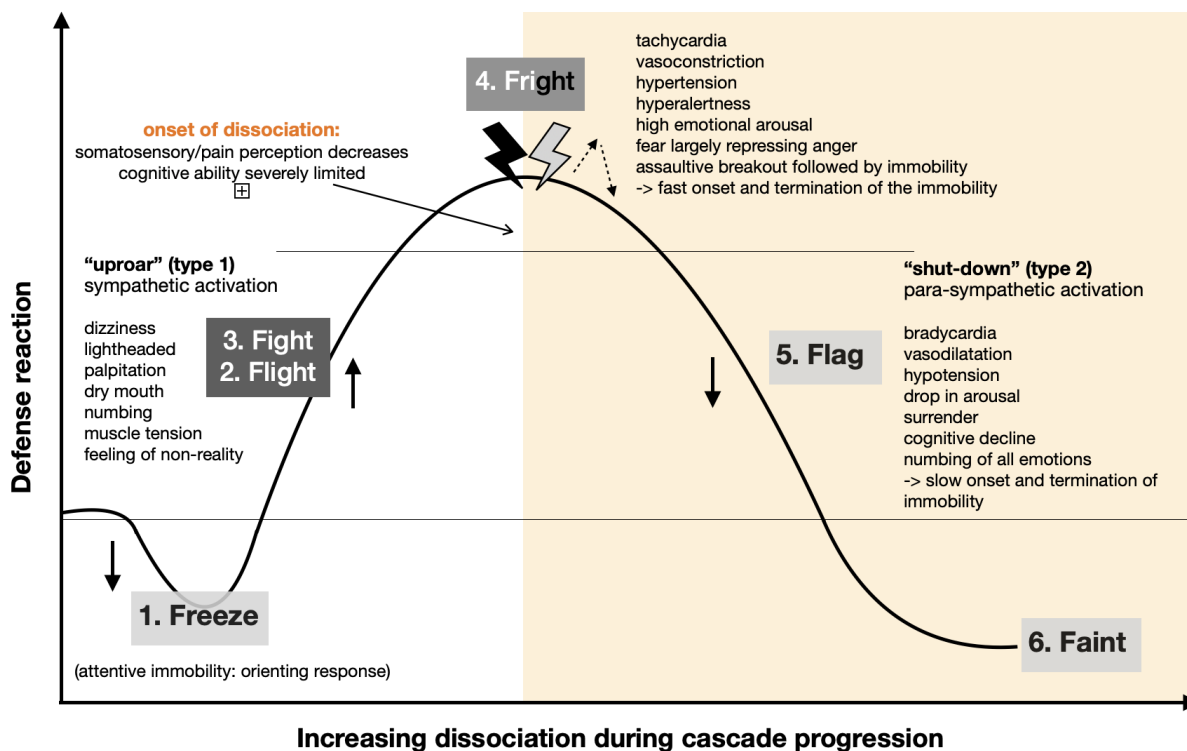 4. Fright
tachycardia
vasoconstriction
hypertension
hyperalertness
high emotional arousal
fear largely repressing anger
assaultive breakout followed by immobility
-> fast onset and termination of the immobility
onset of dissociation:
somatosensory/pain perception decreases
cognitive ability severely limited
“uproar” (type 1)
sympathetic activation
dizziness
lightheaded
palpitation
dry mouth
numbing
muscle tension
feeling of non-reality
3. Fight
2. Flight
5. Flag
“shut-down” (type 2)
para-sympathetic activation
bradycardia
vasodilatation
hypotension
drop in arousal
surrender
cognitive decline
numbing of all emotions
-> slow onset and termination of
immobility
Defense reaction
1. Freeze
(attentive immobility: orienting response)
6. Faint
Increasing dissociation during cascade progression